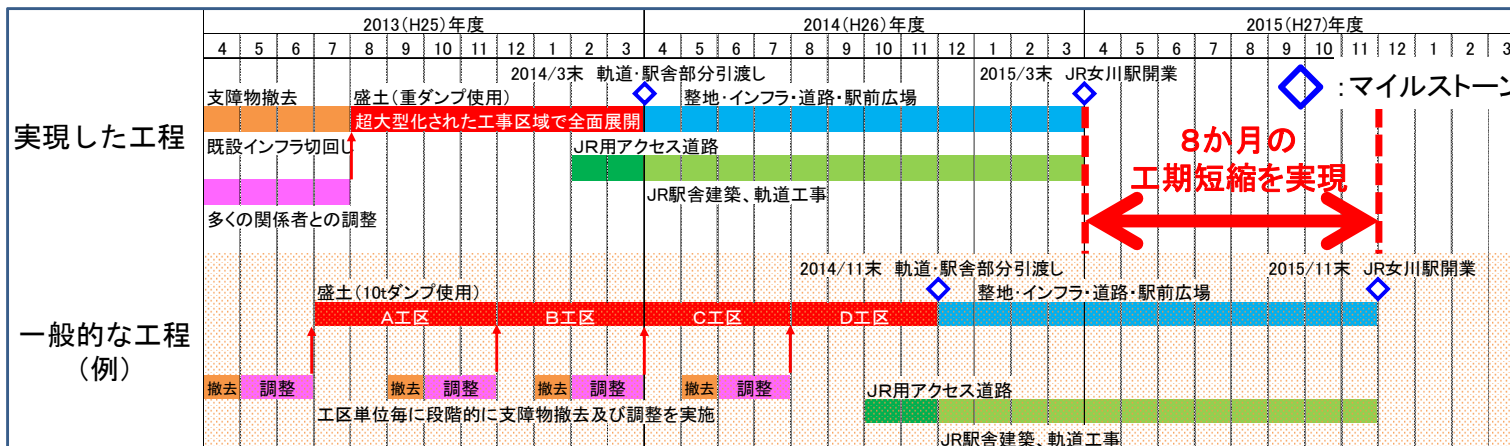 2013(H25)年度 2014(H26)年度 2015(H27)年度
4 5 6 7 8 9 10 11 12 1 2 3 4 5 6 7 8 9 10 11 12 1 2 3 4 5 6 7 8 9 10 11 12 1 2 3
2014/3末 軌道・駅舎部分引渡し 2015/3末 JR女川駅開業
:マイルストーン
実現した工程
支障物撤去 盛土(重ダンプ使用) 整地・インフラ・道路・駅前広場
超大型化された工事区域で全面展開
既設インフラ切回し JR用アクセス道路
JR駅舎建築、軌道工事
多くの関係者との調整
8か月の
工期短縮を実現
一般的な工程
(例)
2014/11末 軌道・駅舎部分引渡し 2015/11末 JR女川駅開業
盛土(10tダンプ使用) 整地・インフラ・道路・駅前広場
A工区 B工区 C工区 D工区
撤去 調整 撤去 調整 撤去 調整 撤去 調整 JR用アクセス道路
工区単位毎に段階的に支障物撤去及び調整を実施
JR駅舎建築、軌道工事